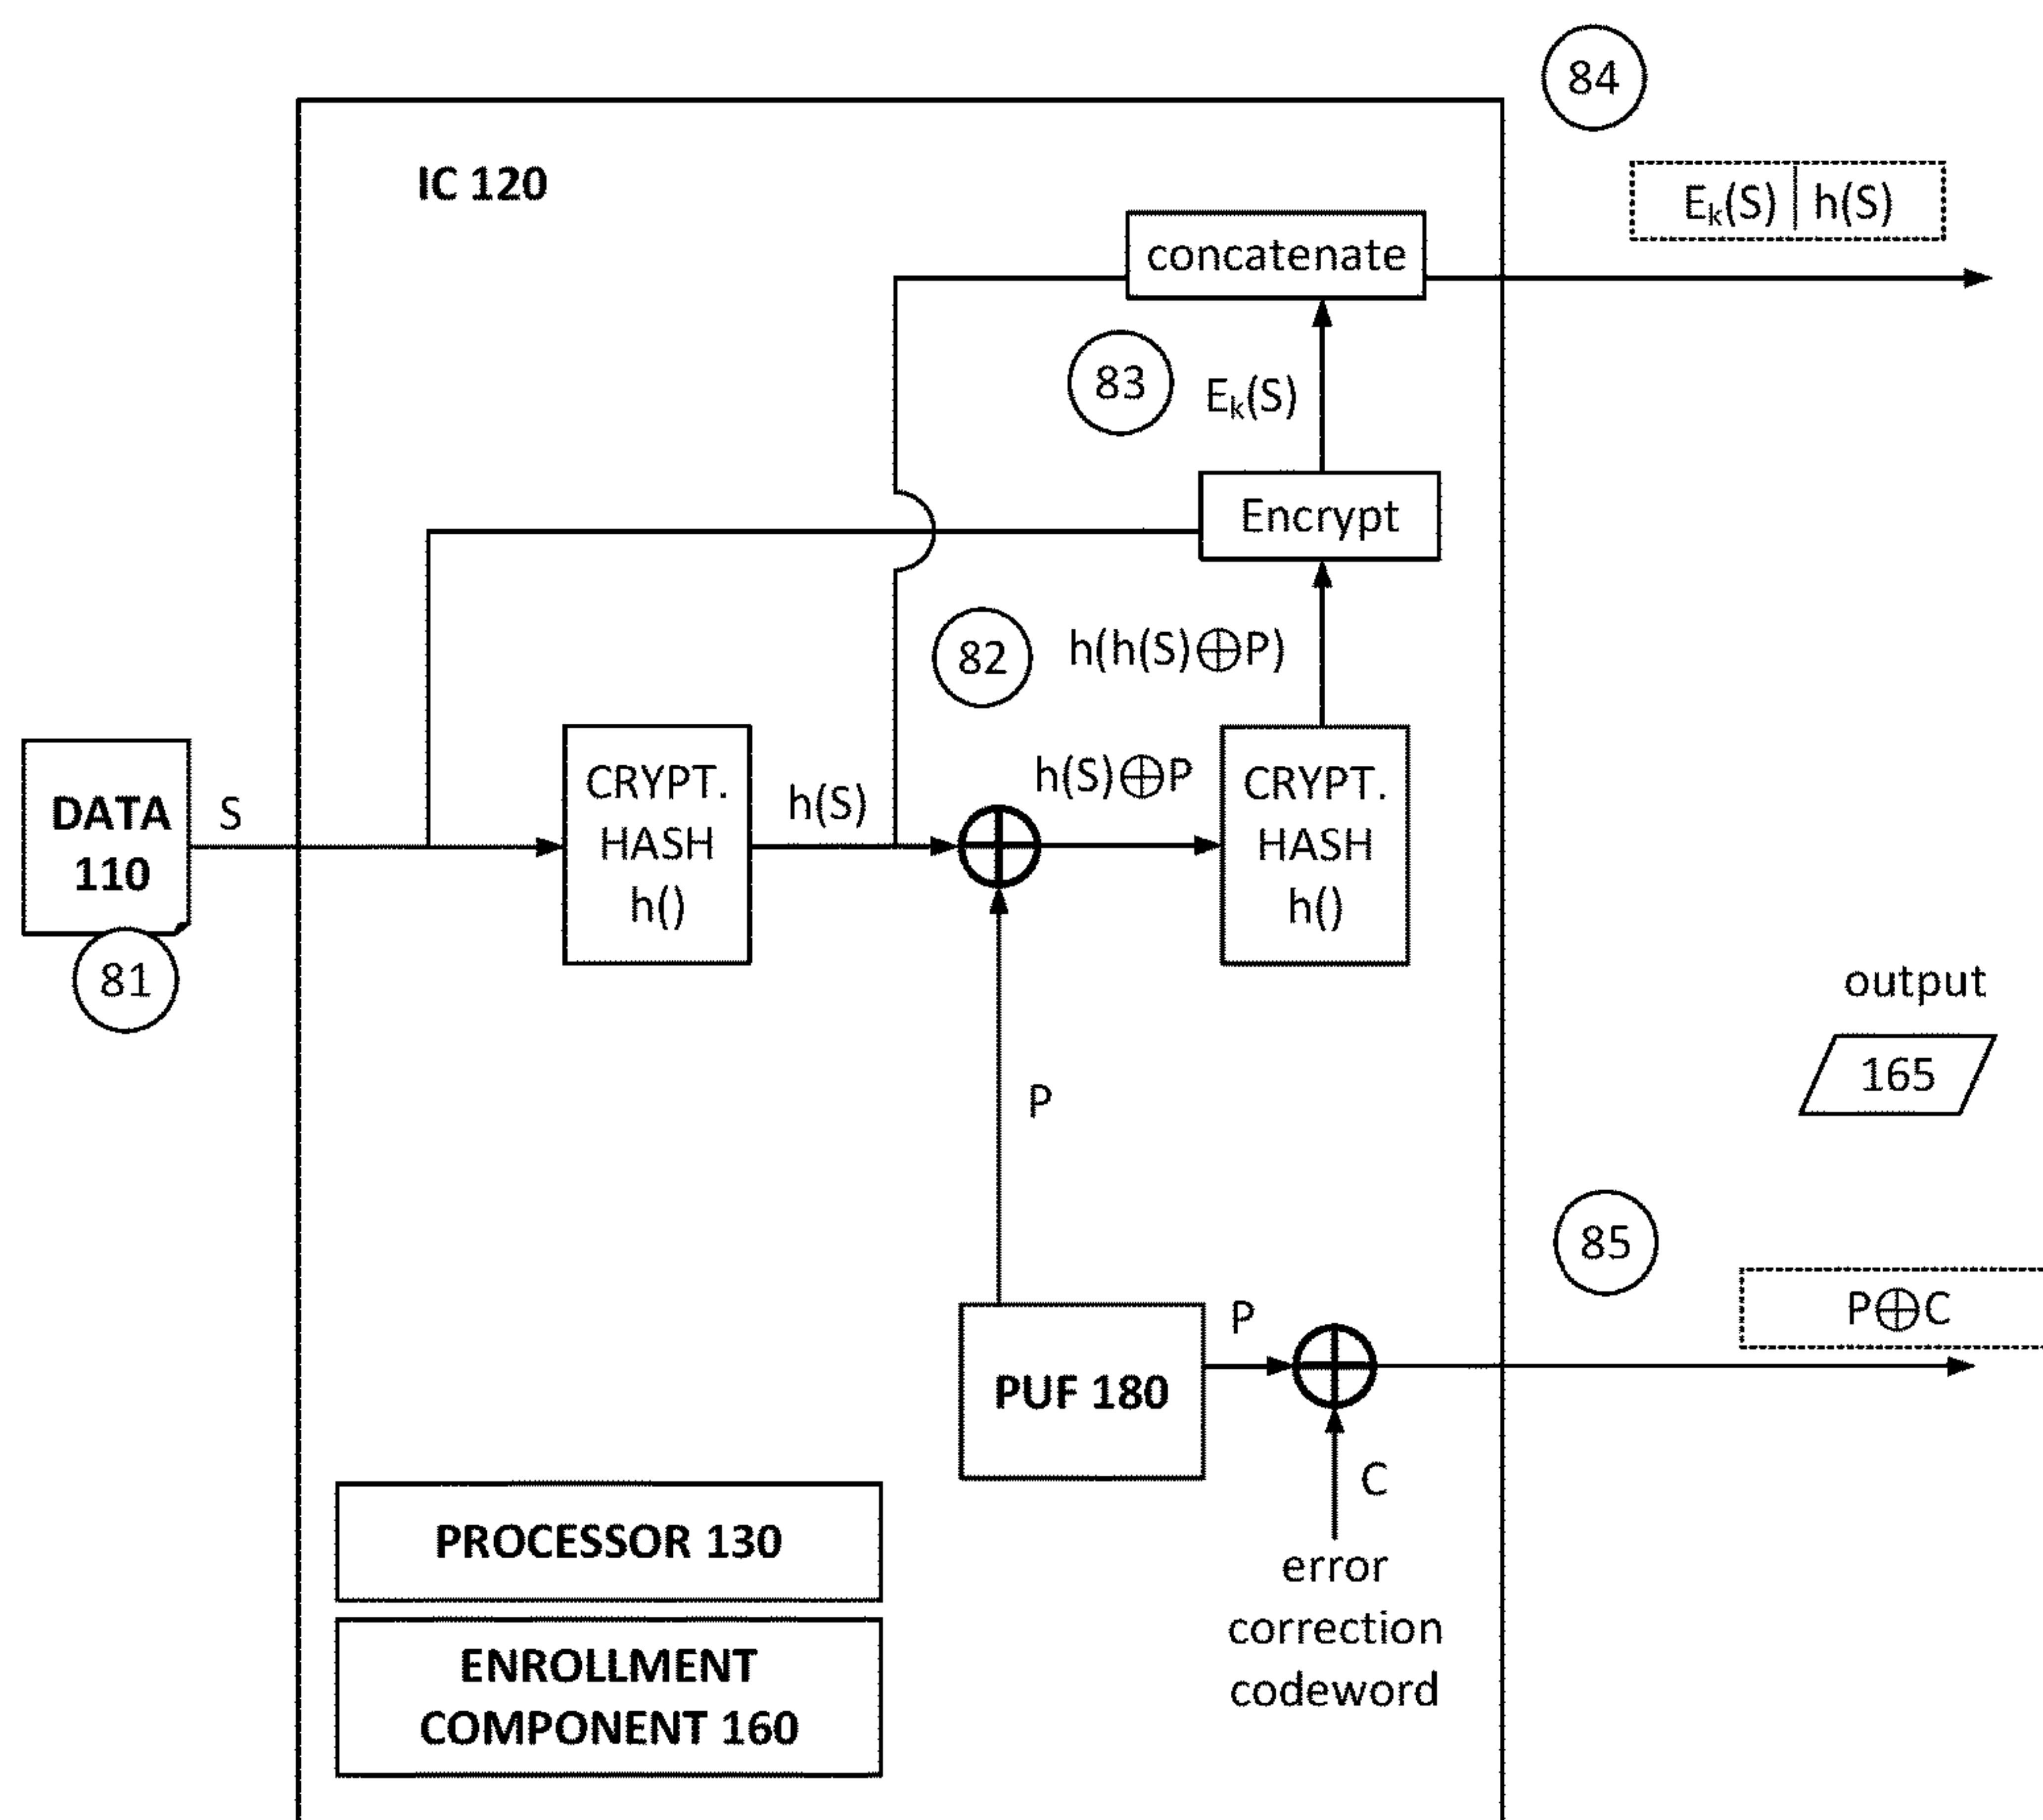 84
IC 120
Eₖ(S) | h(S)
concatenate
83
Eₖ(S)
Encrypt
82
h(h(S)⊕P)
DATA
110
S
81
CRYPT.
HASH
h()
h(S)
h(S)⊕P
CRYPT.
HASH
h()
output
165
P
85
P⊕C
PUF 180
P
C
error
correction
codeword
PROCESSOR 130
ENROLLMENT
COMPONENT 160